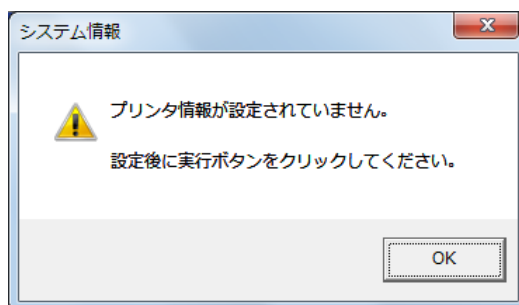 システム情報
プリンタ情報が設定されていません。
設定後に実行ボタンをクリックしてください。
OK